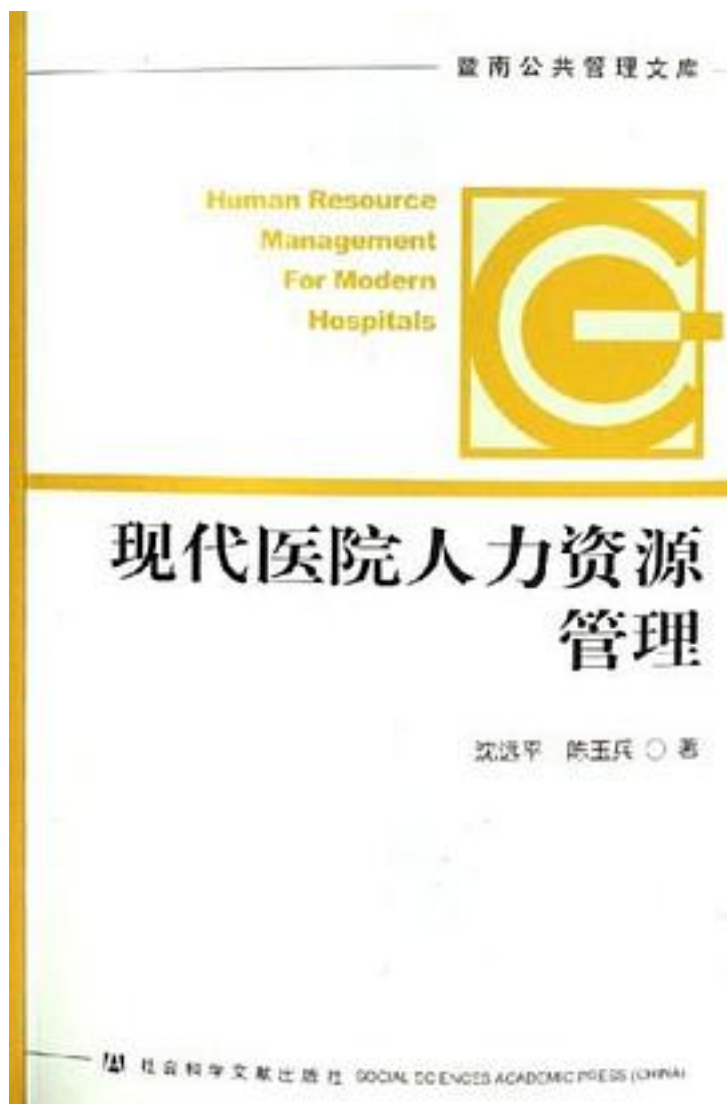 暨南公共管理文库
Human Resource
Management
For Modern
Hospitals
现代医院人力资源
管理
沈远平 陈玉兵 ○ 著
社会科学文献出版社 SOCIAL SCIENCES ACADEMIC PRESS (CHINA)